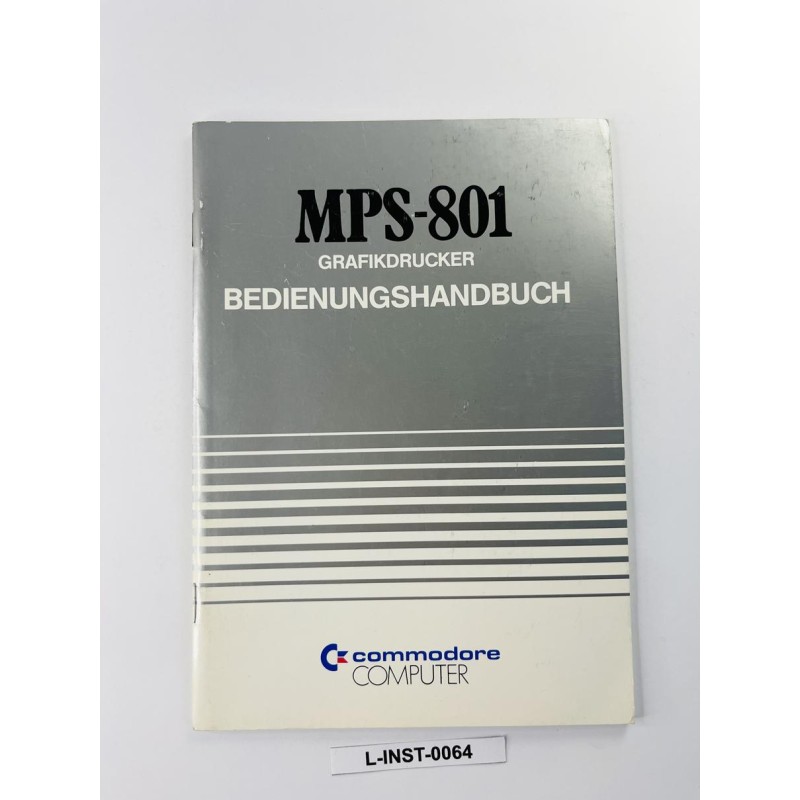 MPS-801
GRAFIKDRUCKER
BEDIENUNGSHANDBUCH
commodore
COMPUTER
L-INST-0064